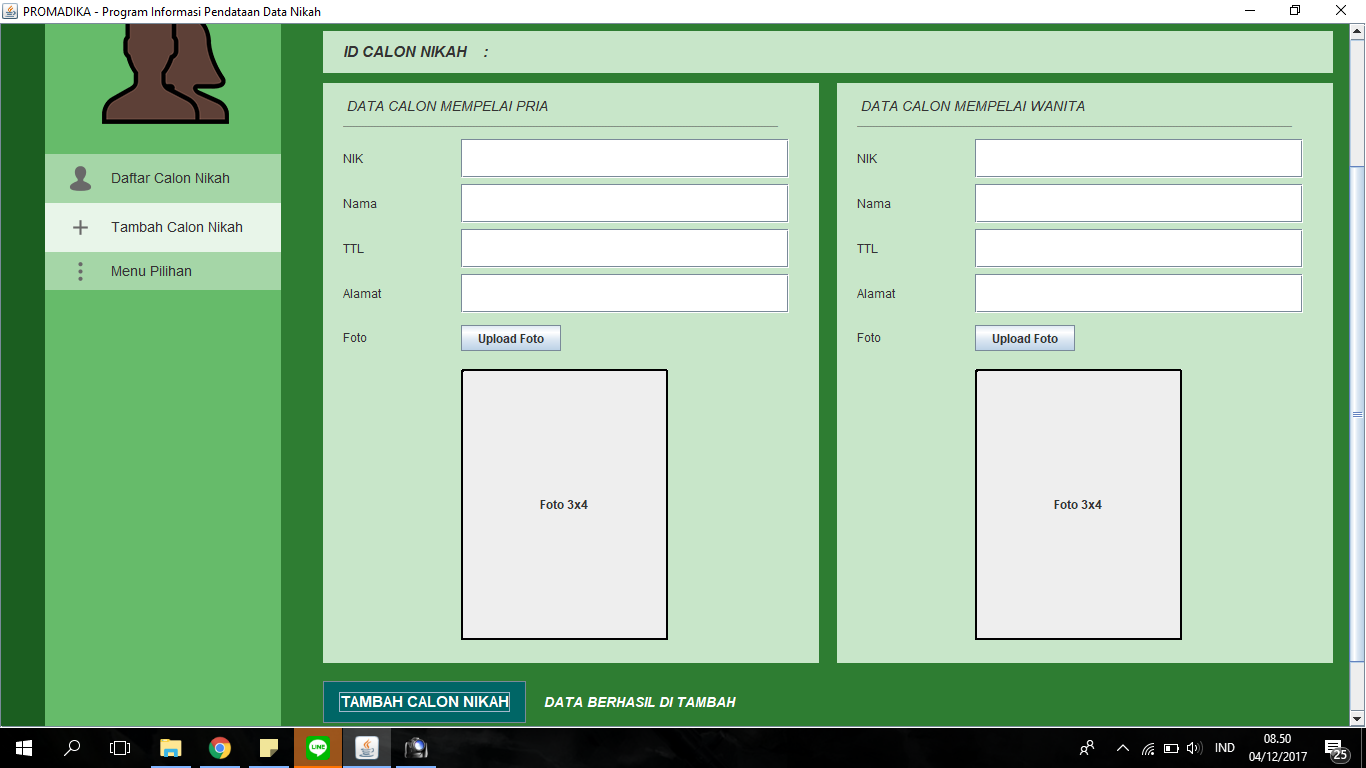 PROMADIKA - Program Informasi Pendataan Data Nikah
Daftar Calon Nikah
Tambah Calon Nikah
Menu Pilihan
ID CALON NIKAH :
DATA CALON MEMPELAI PRIA
NIK
Nama
TTL
Alamat
Foto
Upload Foto
Foto 3x4
DATA CALON MEMPELAI WANITA
NIK
Nama
TTL
Alamat
Foto
Upload Foto
Foto 3x4
TAMBAH CALON NIKAH
DATA BERHASIL DI TAMBAH
LINE
IND
08.50
04/12/2017
25